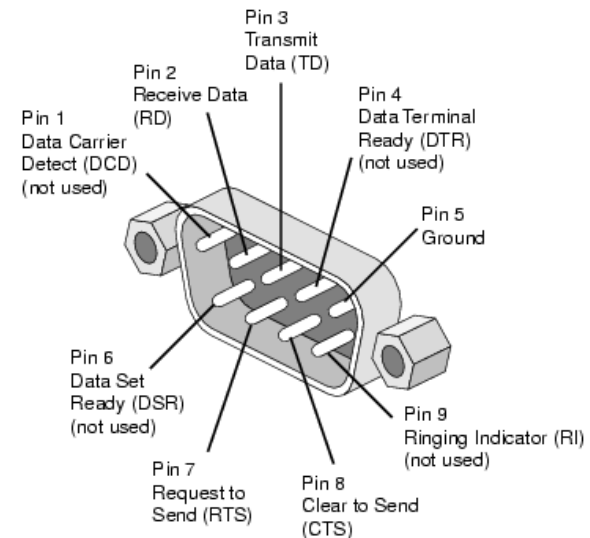 Pin 3
Transmit
Data (TD)
Pin 2
Receive Data
(RD)
Pin 4
Data Terminal
Ready (DTR)
(not used)
Pin 1
Data Carrier
Detect (DCD)
(not used)
Pin 5
Ground
Pin 6
Data Set
Ready (DSR)
(not used)
Pin 9
Ringing Indicator (RI)
(not used)
Pin 7
Request to
Send (RTS)
Pin 8
Clear to Send
(CTS)